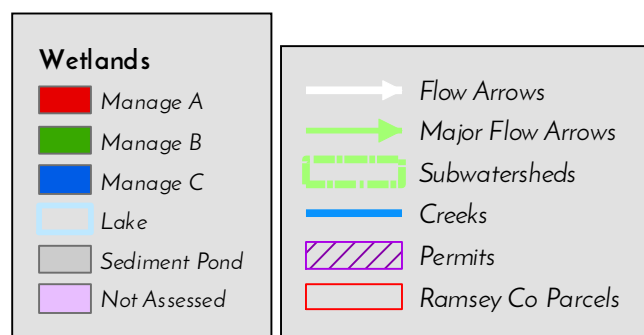 Wetlands
Manage A
Manage B
Manage C
Lake
Sediment Pond
Not Assessed
Flow Arrows
Major Flow Arrows
Subwatersheds
Creeks
Permits
Ramsey Co Parcels